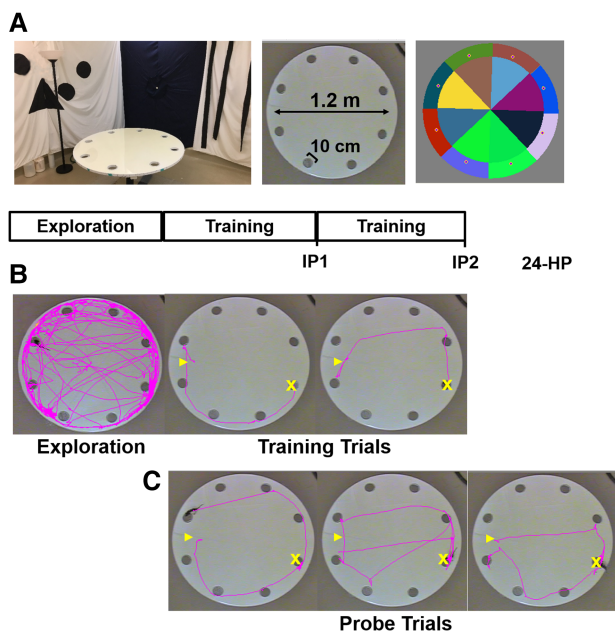 A
1.2 m
10 cm
Exploration Training Training
IP1 IP2 24-HP
B
X X
Exploration Training Trials
C
X X X
Probe Trials